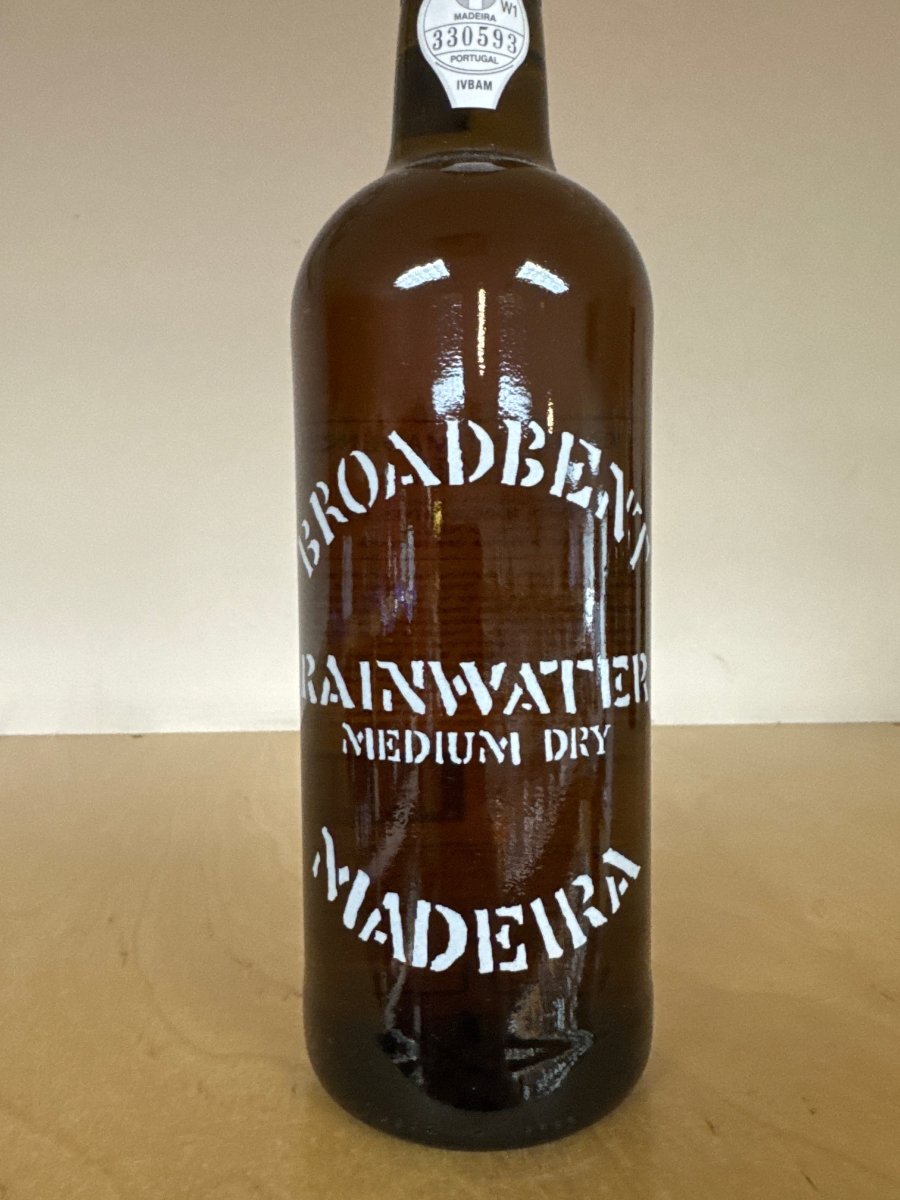 W1
MADEIRA
330593
PORTUGAL
IVBAM
BROADBENT
RAINWATER
MEDIUM DRY
MADEIRA